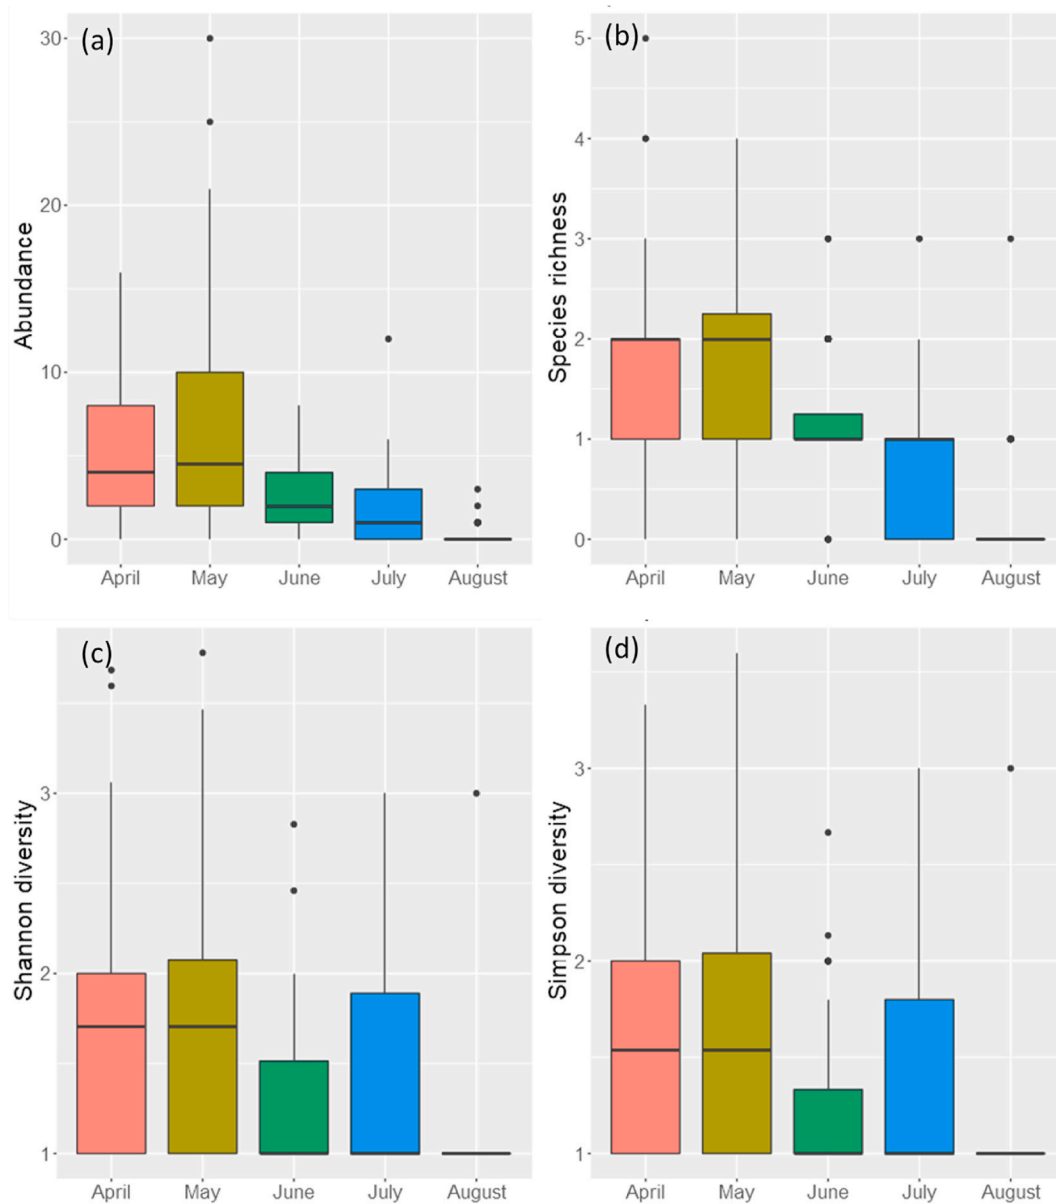 (a)
30
20
10
0
Abundance
April May June July August
(b)
5
4
3
2
1
0
Species richness
April May June July August
(c)
3
2
1
Shannon diversity
April May June July August
(d)
3
2
1
Simpson diversity
April May June July August